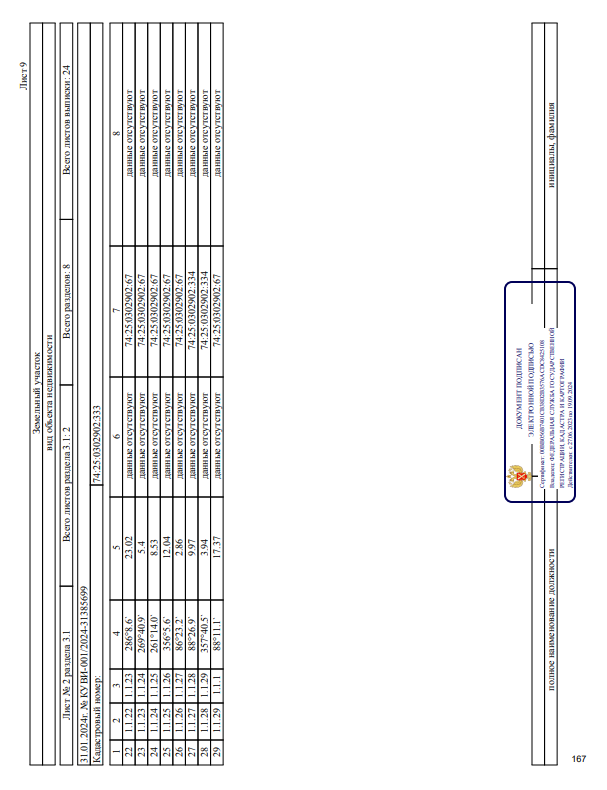 Лист 9
Земельный участок
вид объекта недвижимости
Лист № 2 раздела 3.1 Всего листов раздела 3.1: 2 Всего разделов: 8 Всего листов выписки: 24
31.01.2024г. № КУВИ-001/2024-31385699
Кадастровый номер: 74:25:0302902:333
1 2 3 4 5 6 7 8
22 1.1.22 1.1.23 286°8.6` 23.02 данные отсутствуют 74:25:0302902:67 данные отсутствуют
23 1.1.23 1.1.24 269°40.9` 5.4 данные отсутствуют 74:25:0302902:67 данные отсутствуют
24 1.1.24 1.1.25 261°14.0` 8.53 данные отсутствуют 74:25:0302902:67 данные отсутствуют
25 1.1.25 1.1.26 356°5.6` 12.04 данные отсутствуют 74:25:0302902:67 данные отсутствуют
26 1.1.26 1.1.27 86°23.2` 2.86 данные отсутствуют 74:25:0302902:67 данные отсутствуют
27 1.1.27 1.1.28 88°26.9` 9.97 данные отсутствуют 74:25:0302902:334 данные отсутствуют
28 1.1.28 1.1.29 357°40.5` 3.94 данные отсутствуют 74:25:0302902:334 данные отсутствуют
29 1.1.29 1.1.1 88°11.1` 17.37 данные отсутствуют 74:25:0302902:67 данные отсутствуют
ДОКУМЕНТ ПОДПИСАН
ЭЛЕКТРОННОЙ ПОДПИСЬЮ
Сертификат:
Владелец: ФЕДЕРАЛЬНАЯ СЛУЖБА ГОСУДАРСТВЕННОЙ
РЕГИСТРАЦИИ, КАДАСТРА И КАРТОГРАФИИ
Действителен: с 27.06.2023 по 19.09.2024
полное наименование должности инициалы, фамилия
167